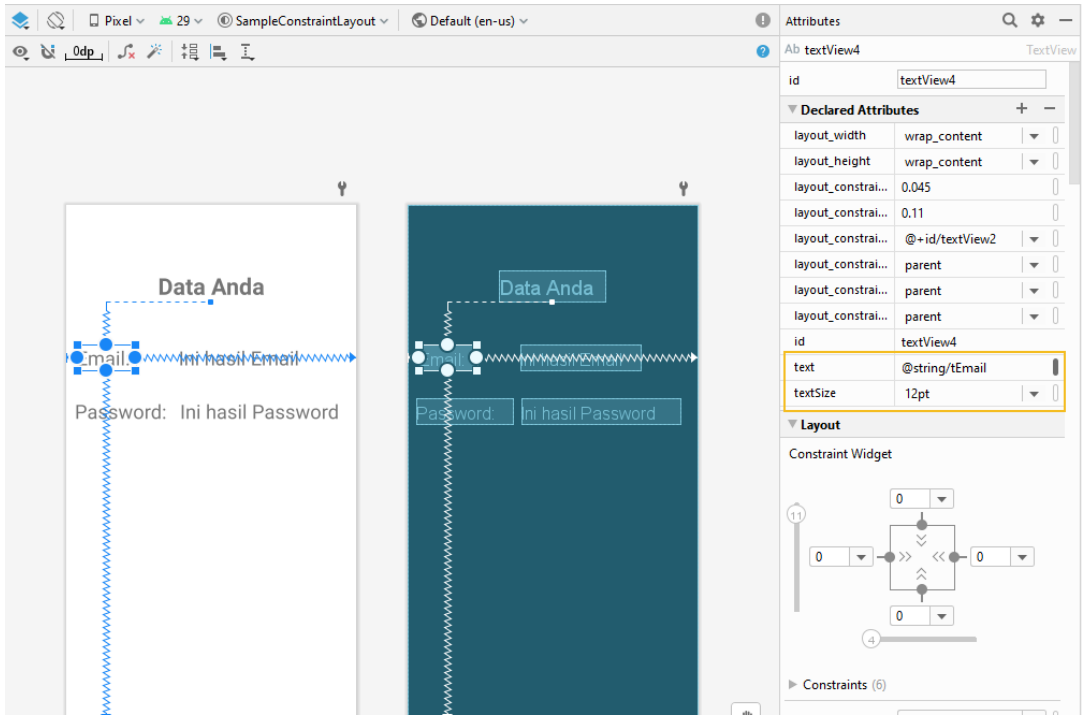 Pixel 29 SampleConstraintLayout Default (en-us)
Attributes
0dp
Ab textView4 TextView
id textView4
Declared Attributes
layout_width wrap_content
layout_height wrap_content
layout_constrai... 0.045
layout_constrai... 0.11
layout_constrai... @+id/textView2
layout_constrai... parent
layout_constrai... parent
layout_constrai... parent
id textView4
text @string/tEmail
textSize 12pt
Layout
Constraint Widget
0
11
0 0
0
4
Constraints (6)
Data Anda
Email: Ini hasil Email
Password: Ini hasil Password
Data Anda
Email: Ini hasil Email
Password: Ini hasil Password